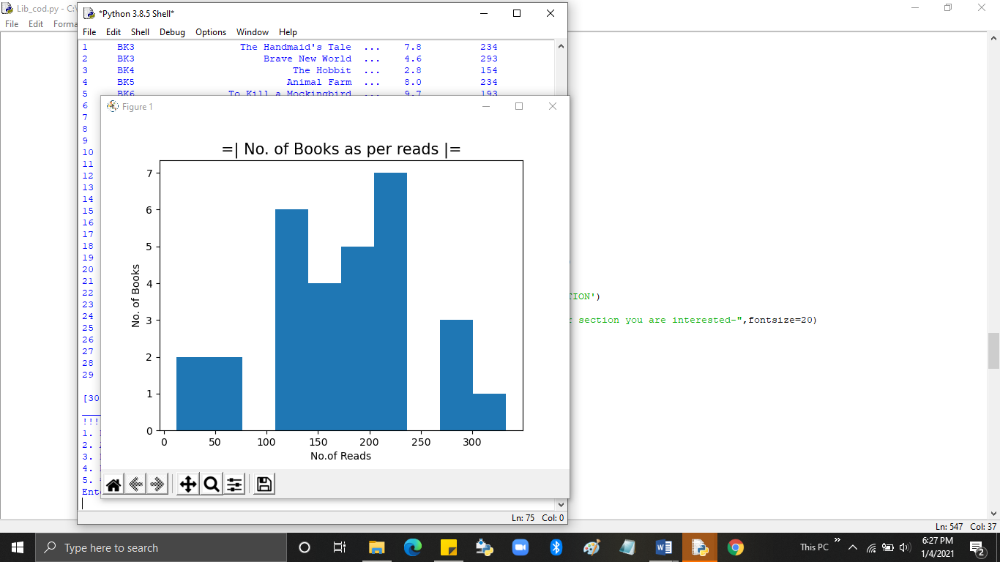 Lib_cod.py - C:\
File Edit Forma
*Python 3.8.5 Shell*
File Edit Shell Debug Options Window Help
1 BK3 The Handmaid's Tale ... 7.8 234
2 BK3 Brave New World ... 4.6 293
3 BK4 The Hobbit ... 2.8 154
4 BK5 Animal Farm ... 8.0 234
5 BK6 To Kill a Mockingbird ... 9.7 193
6
7
8
9
10
11
12
13
14
15
16
17
18
19
20
21
22
23
24
25
26
27
28
29
[30
!!!
1.
2.
3.
4.
5.
Ent
Figure 1
=| No. of Books as per reads |=
No. of Books
7
6
5
4
3
2
1
0
0 50 100 150 200 250 300
No.of Reads
TION')
section you are interested-",fontsize=20)
Ln: 75 Col: 0
Ln: 547 Col: 37
Type here to search
This PC
6:27 PM
1/4/2021
2